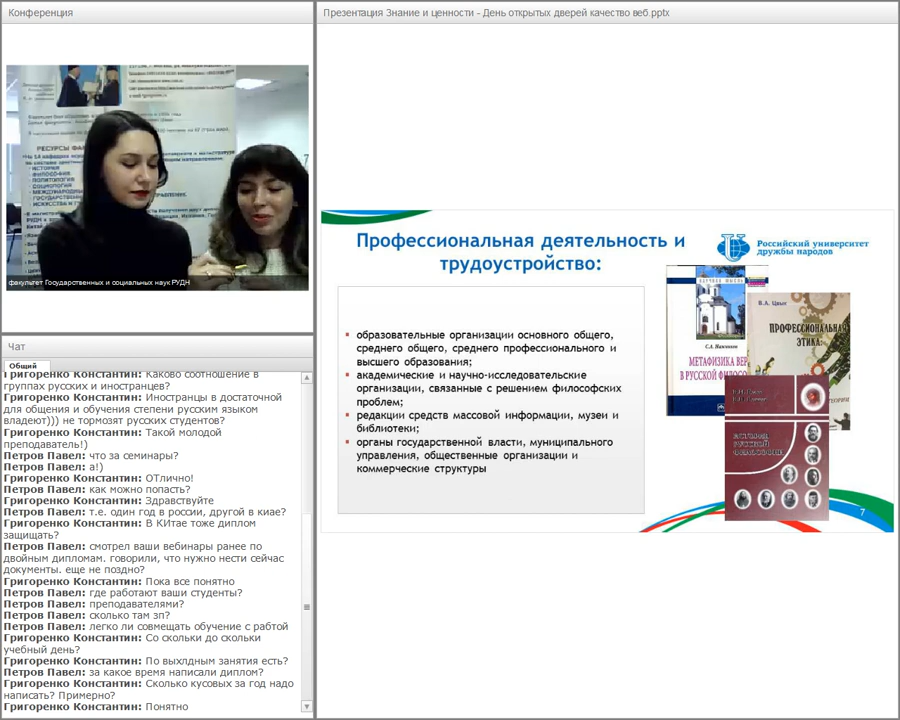 Конференция
РЕСУРСЫ
факультет Государственных и социальных наук РУДН
Чат
Общий
Григоренко Константин: Каково соотношение в
группах русских и иностранцев?
Григоренко Константин: Иностранцы в достаточной
для общения и обучения степени русским языком
владеют))) не тормозят русских студентов?
Григоренко Константин: Такой молодой
преподаватель!)
Петров Павел: что за семинары?
Петров Павел: а!)
Григоренко Константин: ОТлично!
Петров Павел: как можно попасть?
Григоренко Константин: Здравствуйте
Петров Павел: т.е. один год в россии, другой в киае?
Григоренко Константин: В КИтае тоже диплом
защищать?
Петров Павел: смотрел ваши вебинары ранее по
двойным дипломам. говорили, что нужно нести сейчас
документы. еще не поздно?
Григоренко Константин: Пока все понятно
Петров Павел: где работают ваши студенты?
Петров Павел: преподавателями?
Петров Павел: сколько там зп?
Петров Павел: легко ли совмещать обучение с рабтой
Григоренко Константин: Со скольки до скольки
учебный день?
Григоренко Константин: По выхлдным занятия есть?
Петров Павел: за какое время написали диплом?
Григоренко Константин: Сколько кусовых за год надо
написать? Примерно?
Григоренко Константин: Понятно
Презентация Знание и ценности - День открытых дверей качество веб.pptx
Профессиональная деятельность и
трудоустройство:
Российский университет
дружбы народов
образовательные организации основного общего,
среднего общего, среднего профессионального и
высшего образования;
академические и научно-исследовательские
организации, связанные с решением философских
проблем;
редакции средств массовой информации, музеи и
библиотеки;
органы государственной власти, муниципального
управления, общественные организации и
коммерческие структуры
НАУЧНАЯ МЫСЛЬ
МЕТАФИЗИКА
В РУССКОЙ
В.А. Цвык
ПРОФЕССИОНАЛЬНАЯ
ЭТИКА:
ИСТОРИЯ
РУССКОЙ
ФИЛОСОФИИ
7